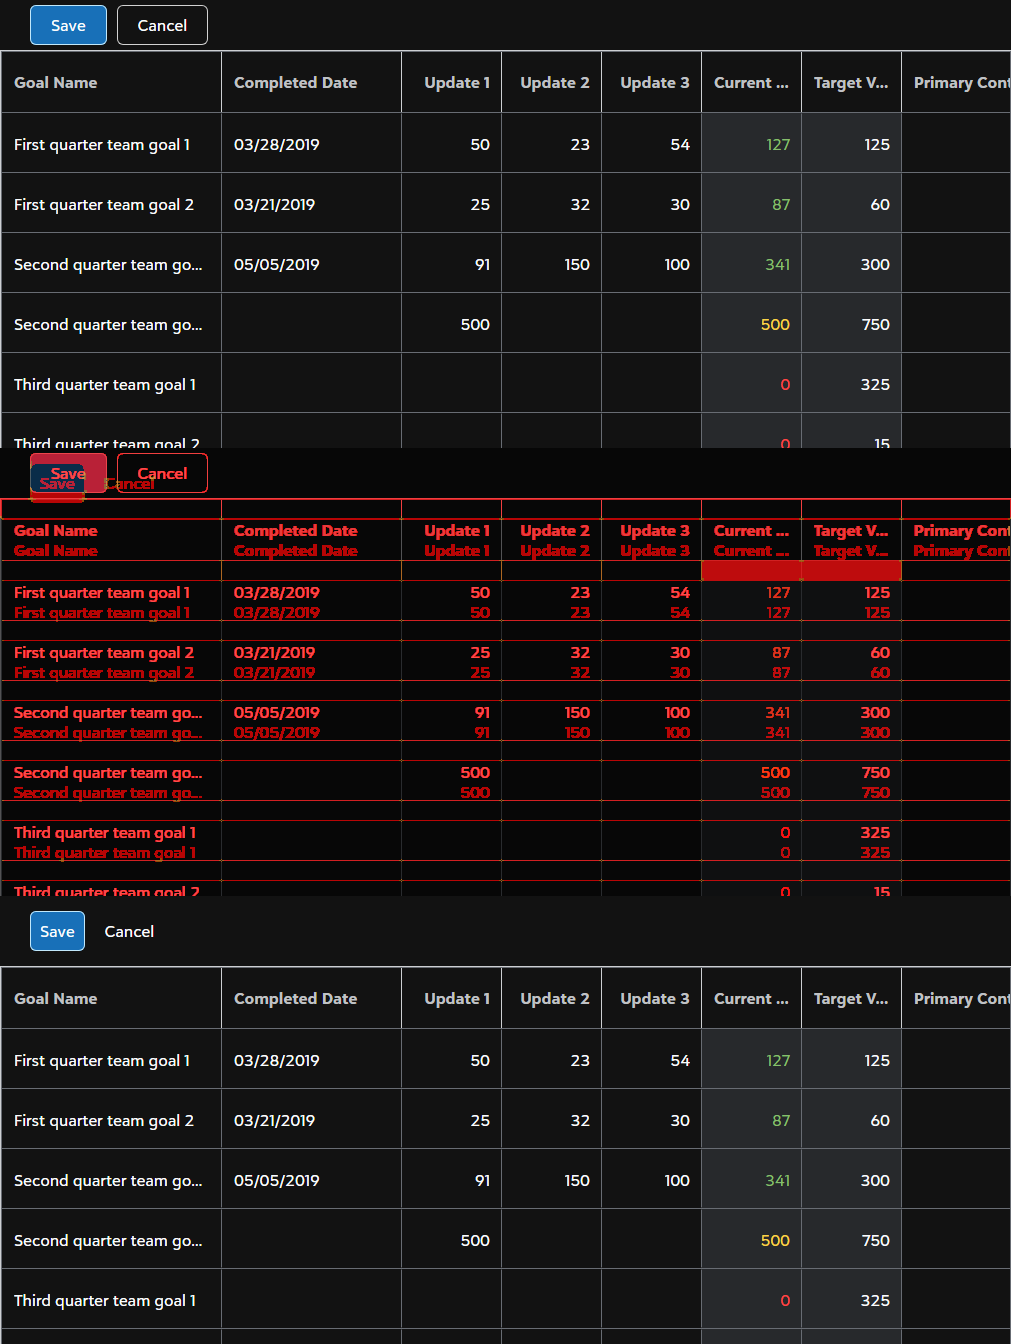 Save Cancel
Goal Name Completed Date Update 1 Update 2 Update 3 Current ... Target V... Primary Cont
First quarter team goal 1 03/28/2019 50 23 54 127 125
First quarter team goal 2 03/21/2019 25 32 30 87 60
Second quarter team go... 05/05/2019 91 150 100 341 300
Second quarter team go... 500 500 750
Third quarter team goal 1 0 325
Third quarter team goal 2 0 15
Save Cancel
Save Cancel
Goal Name Completed Date Update 1 Update 2 Update 3 Current ... Target V... Primary Cont
Goal Name Completed Date Update 1 Update 2 Update 3 Current ... Target V... Primary Cont
First quarter team goal 1 03/28/2019 50 23 54 127 125
First quarter team goal 1 03/28/2019 50 23 54 127 125
First quarter team goal 2 03/21/2019 25 32 30 87 60
First quarter team goal 2 03/21/2019 25 32 30 87 60
Second quarter team go... 05/05/2019 91 150 100 341 300
Second quarter team go... 05/05/2019 91 150 100 341 300
Second quarter team go... 500 500 750
Second quarter team go... 500 500 750
Third quarter team goal 1 0 325
Third quarter team goal 1 0 325
Third quarter team goal 2 0 15
Save Cancel
Goal Name Completed Date Update 1 Update 2 Update 3 Current ... Target V... Primary Cont
First quarter team goal 1 03/28/2019 50 23 54 127 125
First quarter team goal 2 03/21/2019 25 32 30 87 60
Second quarter team go... 05/05/2019 91 150 100 341 300
Second quarter team go... 500 500 750
Third quarter team goal 1 0 325